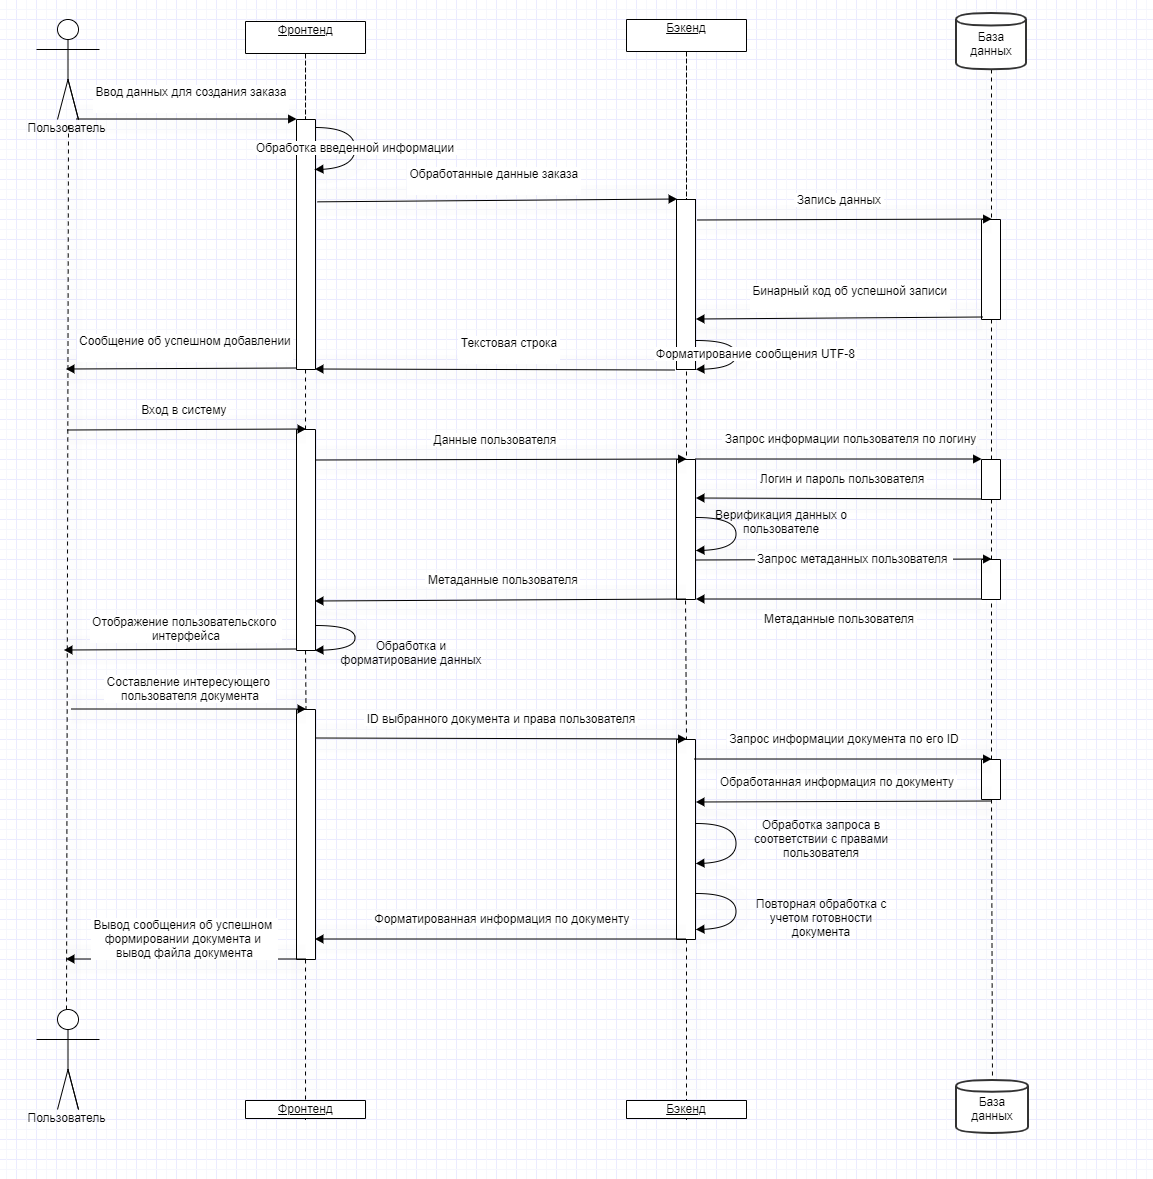 Фронтенд
Бэкенд
База
данных
Ввод данных для создания заказа
Пользователь
Обработка введенной информации
Обработанные данные заказа
Запись данных
Бинарный код об успешной записи
Сообщение об успешном добавлении
Текстовая строка
Форматирование сообщения UTF-8
Вход в систему
Данные пользователя
Запрос информации пользователя по логину
Логин и пароль пользователя
Верификация данных о
пользователе
Запрос метаданных пользователя
Метаданные пользователя
Метаданные пользователя
Отображение пользовательского
интерфейса
Обработка и
форматирование данных
Составление интересующего
пользователя документа
ID выбранного документа и права пользователя
Запрос информации документа по его ID
Обработанная информация по документу
Обработка запроса в
соответствии с правами
пользователя
Повторная обработка с
учетом готовности
документа
Форматированная информация по документу
Вывод сообщения об успешном
формировании документа и
вывод файла документа
Пользователь
Фронтенд
Бэкенд
База
данных